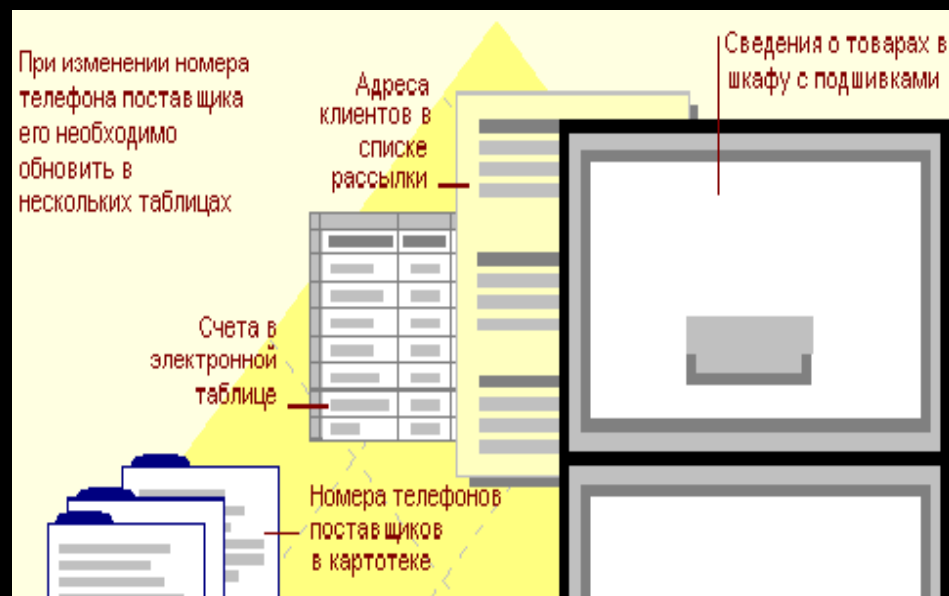 При изменении номера
телефона поставщика
его необходимо
обновить в
нескольких таблицах
Адреса
клиентов в
списке
рассылки
Сведения о товарах в
шкафу с подшивками
Счета в
электронной
таблице
Номера телефонов
поставщиков
в картотеке